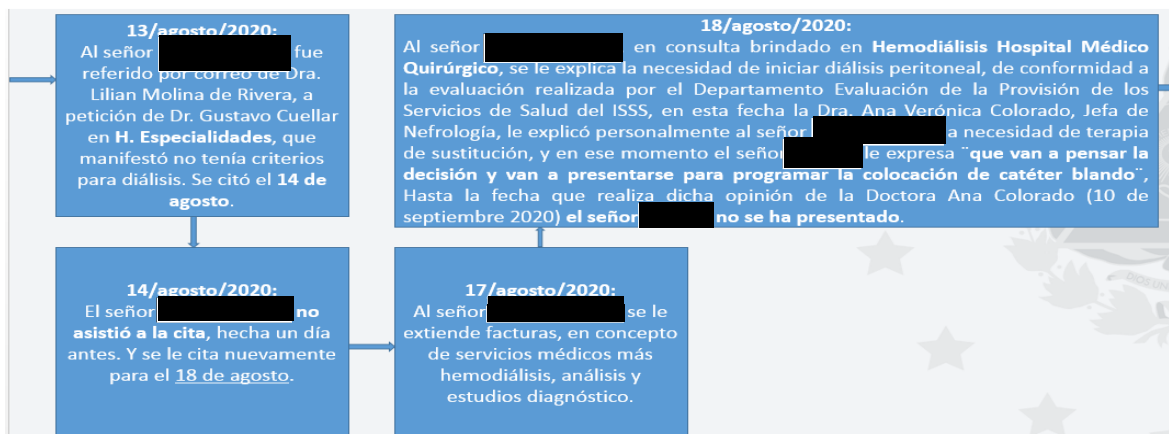 13/agosto/2020:
Al señor fue
referido por correo de Dra.
Lilian Molina de Rivera, a
petición de Dr. Gustavo Cuellar
en H. Especialidades, que
manifestó no tenía criterios
para diálisis. Se citó el 14 de
agosto.
14/agosto/2020:
El señor no
asistió a la cita, hecha un día
antes. Y se le cita nuevamente
para el 18 de agosto.
17/agosto/2020:
Al señor se le
extiende facturas, en concepto
de servicios médicos más
hemodiálisis, análisis y
estudios diagnóstico.
18/agosto/2020:
Al señor en consulta brindado en Hemodiálisis Hospital Médico
Quirúrgico, se le explica la necesidad de iniciar diálisis peritoneal, de conformidad a
la evaluación realizada por el Departamento Evaluación de la Provisión de los
Servicios de Salud del ISSS, en esta fecha la Dra. Ana Verónica Colorado, Jefa de
Nefrología, le explicó personalmente al señor a necesidad de terapia
de sustitución, y en ese momento el señor le expresa ¨que van a pensar la
decisión y van a presentarse para programar la colocación de catéter blando¨,
Hasta la fecha que realiza dicha opinión de la Doctora Ana Colorado (10 de
septiembre 2020) el señor no se ha presentado.